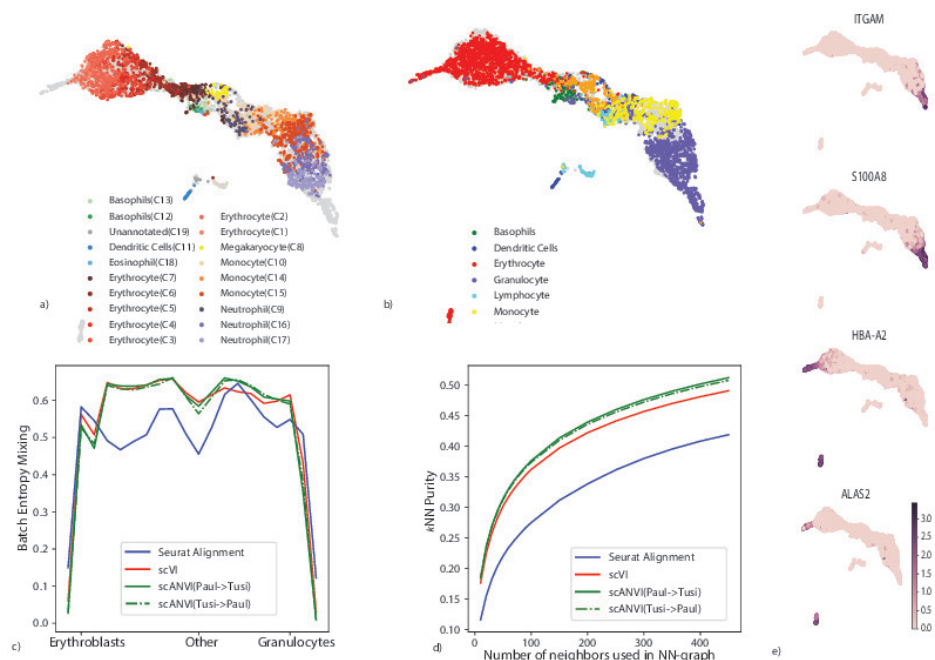 a)
Basophils(C13)
Basophils(C12)
Unannotated(C19)
Dendritic Cells(C11)
Eosinophil(C18)
Erythrocyte(C7)
Erythrocyte(C6)
Erythrocyte(C5)
Erythrocyte(C4)
Erythrocyte(C3)
Erythrocyte(C2)
Erythrocyte(C1)
Megakaryocyte(C8)
Monocyte(C10)
Monocyte(C14)
Monocyte(C15)
Neutrophil(C9)
Neutrophil(C16)
Neutrophil(C17)
b)
Basophils
Dendritic Cells
Erythrocyte
Granulocyte
Lymphocyte
Monocyte
c)
Batch Entropy Mixing
0.6
0.5
0.4
0.3
0.2
0.1
0.0
Seurat Alignment
scVI
scANVI(Paul->Tusi)
scANVI(Tusi->Paul)
Erythroblasts
Other
Granulocytes
d)
kNN Purity
0.50
0.45
0.40
0.35
0.30
0.25
0.20
0.15
0.10
Seurat Alignment
scVI
scANVI(Paul->Tusi)
scANVI(Tusi->Paul)
0
100
200
300
400
Number of neighbors used in NN-graph
e)
ITGAM
S100A8
HBA-A2
ALAS2
3.0
2.5
2.0
1.5
1.0
0.5
0.0